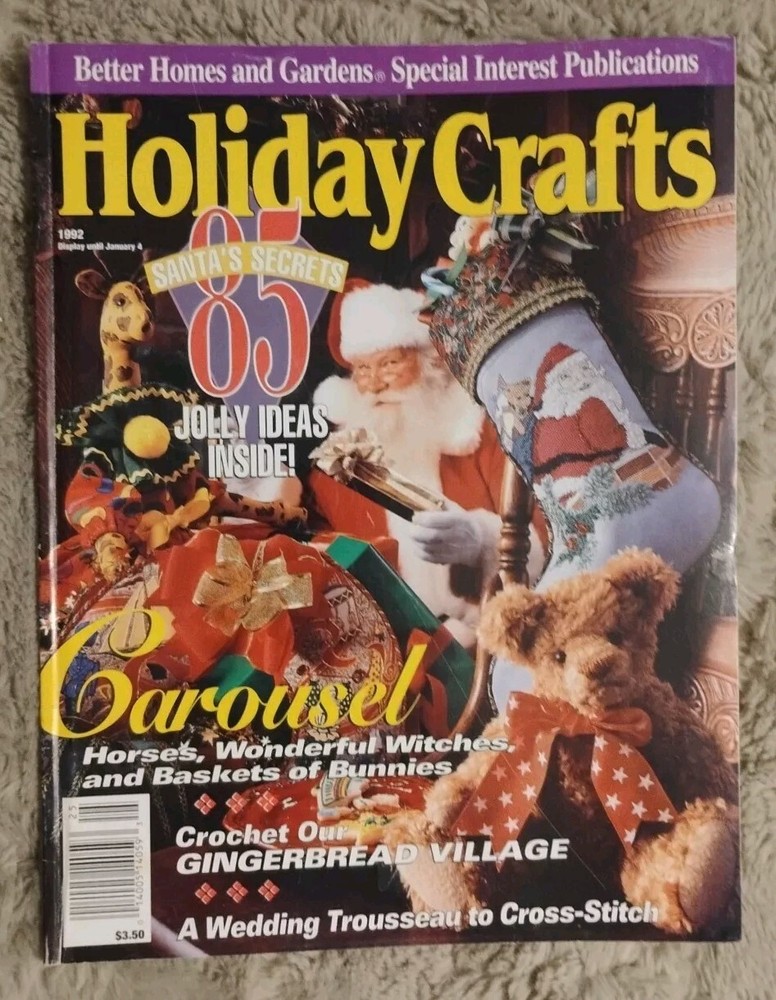 Better Homes and Gardens® Special Interest Publications
Holiday Crafts
1992
Display until January 4
SANTA'S SECRETS
85
JOLLY IDEAS
INSIDE!
Carousel
Horses, Wonderful Witches,
and Baskets of Bunnies
Crochet Our
GINGERBREAD VILLAGE
A Wedding Trousseau to Cross-Stitch
$3.50